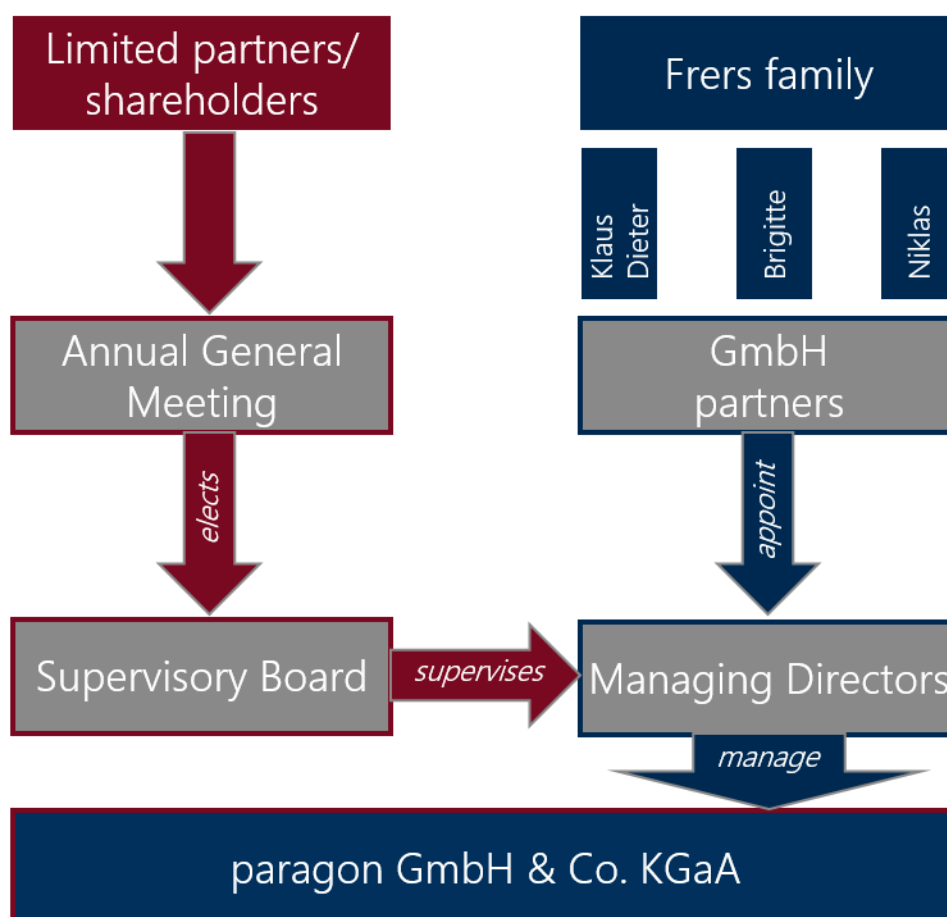 Limited partners/
shareholders
Frers family
Klaus
Dieter
Brigitte
Niklas
Annual General
Meeting
GmbH
partners
elects
appoint
Supervisory Board
supervises
Managing Directors
manage
paragon GmbH & Co. KGaA